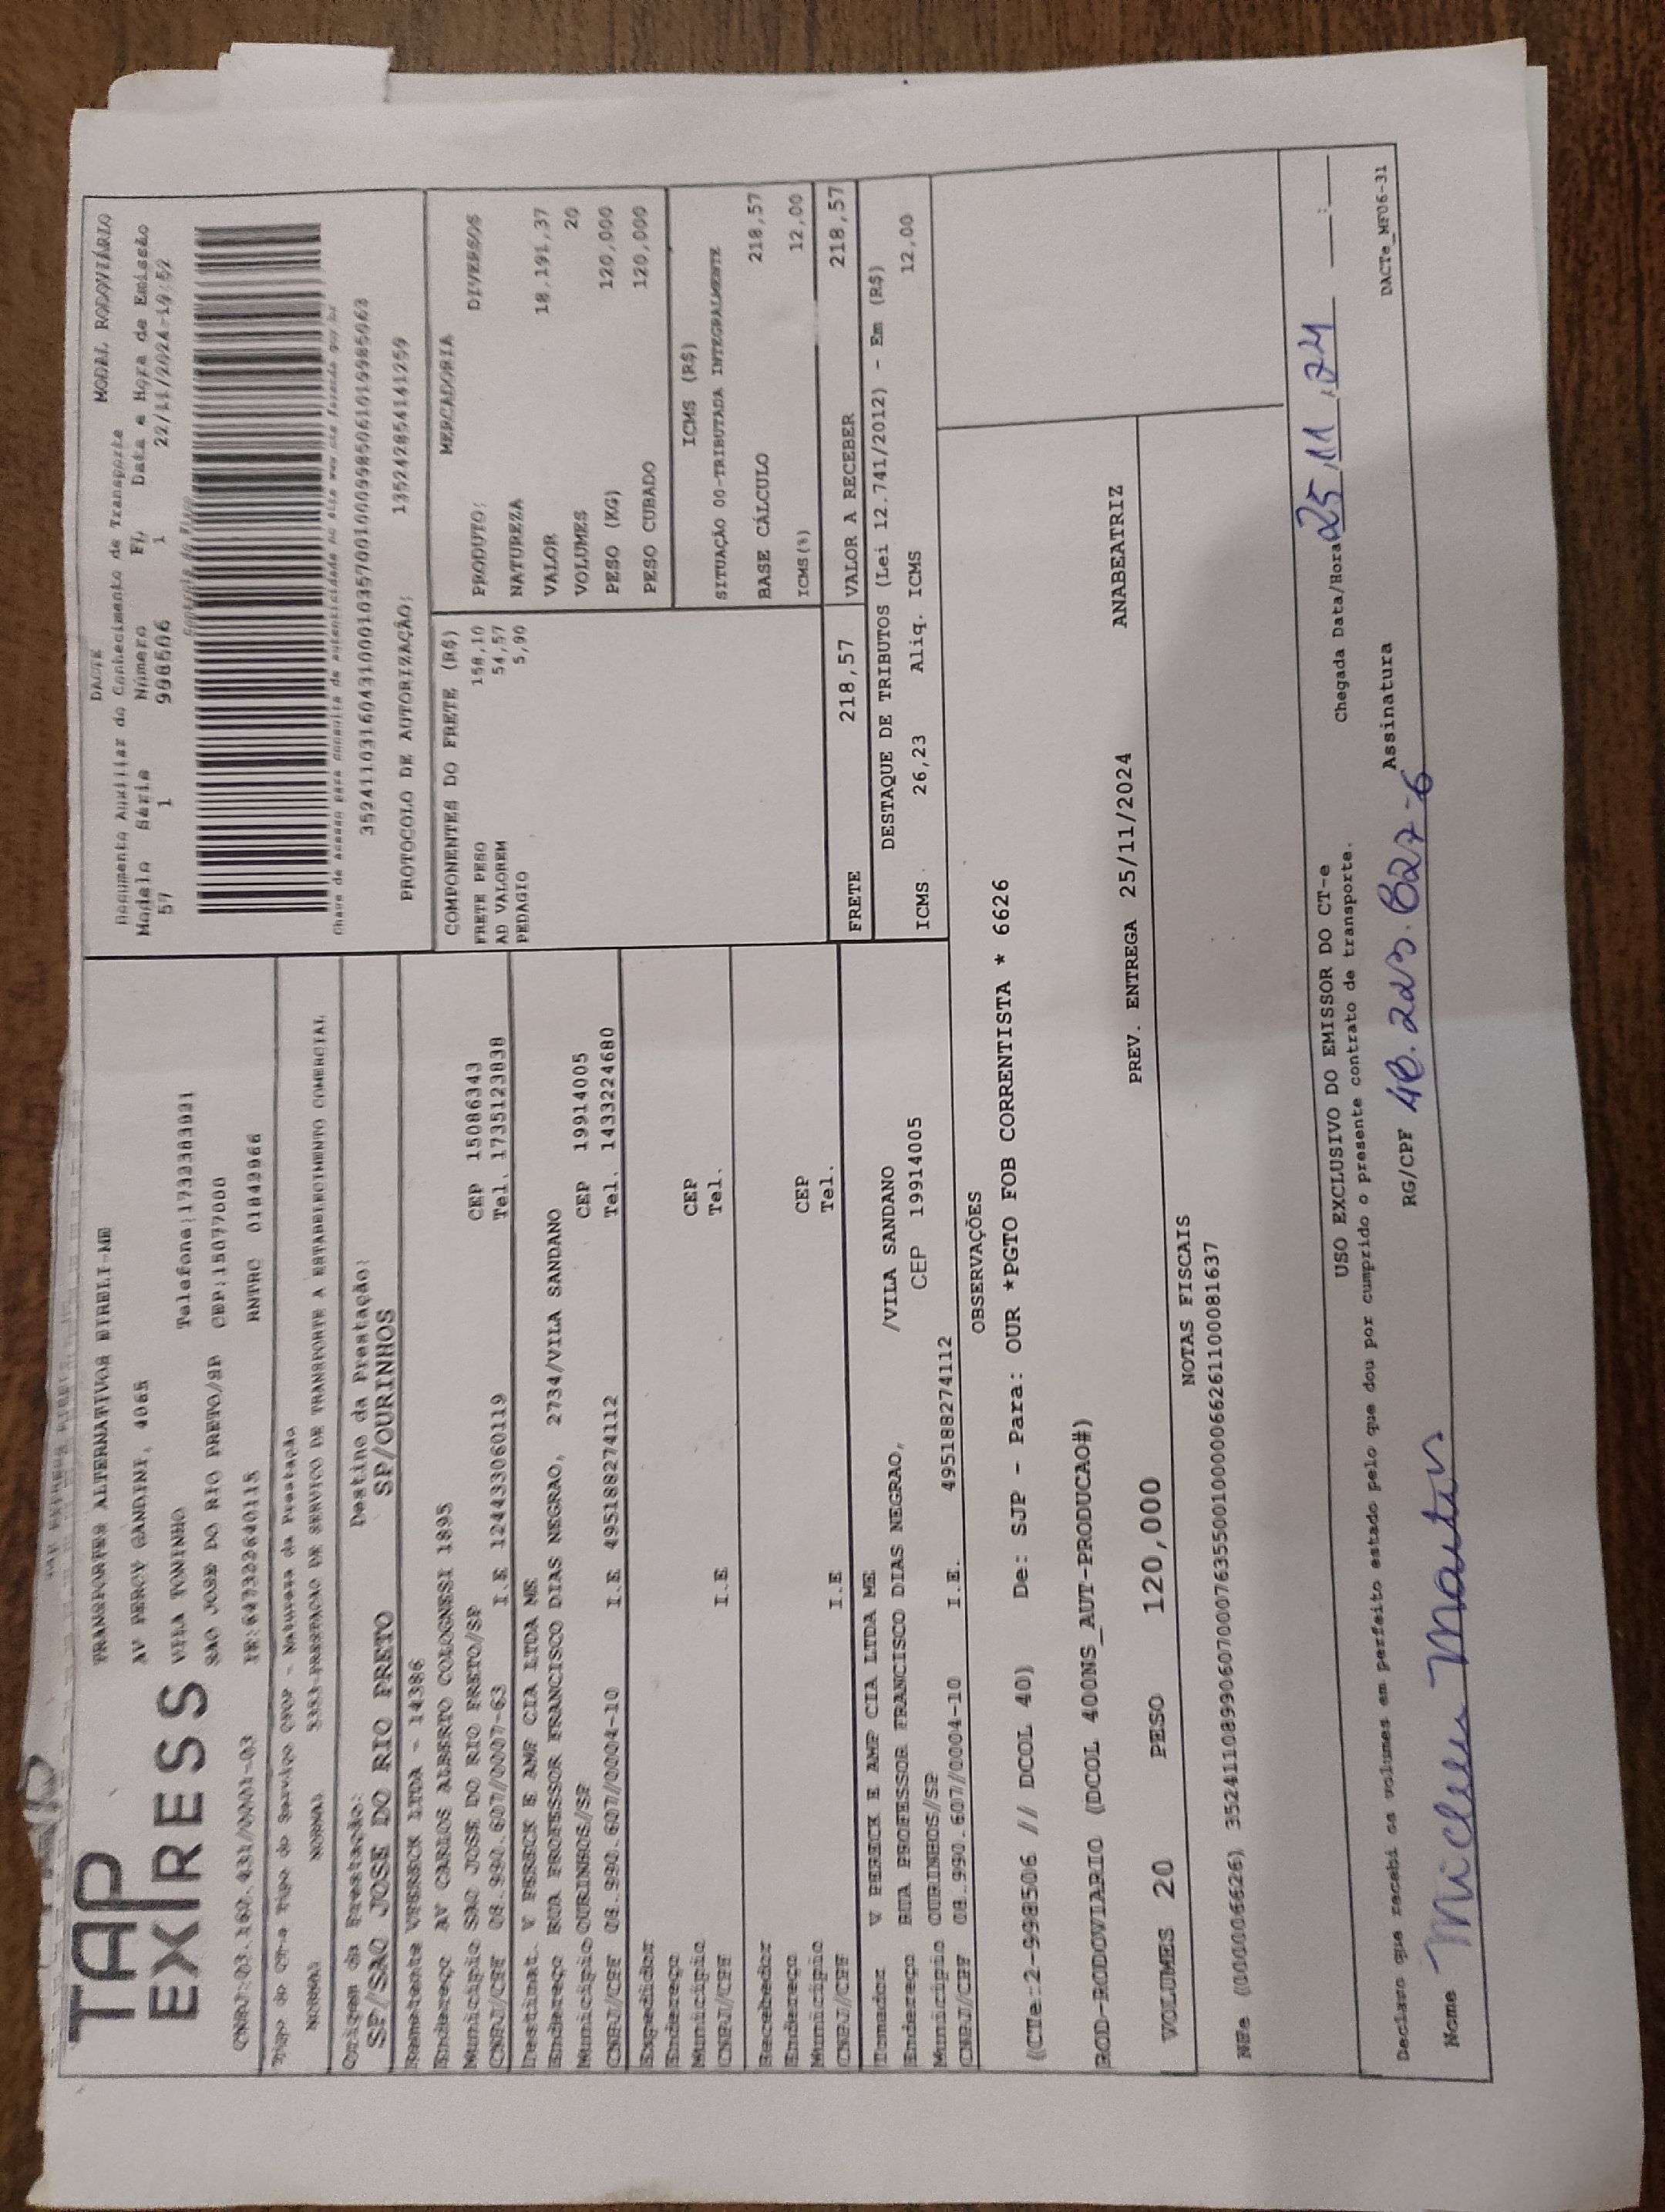 TAP
EXPRESS
TRANSPORTES ALTERNATIVOS EIRELI-ME
AV PERCY GANDINI, 4065
VILA TONINHO Telefone:1732383931
SAO JOSE DO RIO PRETO/SP CEP:15077000
CNPJ:03.160.431/0001-03 IE:647322640115 RNTRC
Tipo do CT-e Tipo do Serviço CFOP - Natureza da Prestação
NORMAL NORMAL 5353-PRESTACAO DE SERVICO DE TRANSPORTE A ESTABELECIMENTO COMERCIAL
Origem da Prestação: Destino da Prestação:
SP/SAO JOSE DO RIO PRETO SP/OURINHOS
Remetente VPERECK LTDA - 14386
Endereço AV CARLOS ALBERTO COLOGNESI 1895
Município SAO JOSE DO RIO PRETO/SP CEP 15086343
CNPJ/CPF 08.990.607/0007-63 I.E 124433060119 Tel. 1735123838
Destinat. V PERECK E AMP CIA LTDA ME
Endereço RUA PROFESSOR FRANCISCO DIAS NEGRAO, 2734/VILA SANDANO
Município OURINHOS/SP CEP 19914005
CNPJ/CPF 08.990.607/0004-10 I.E 495188274112 Tel. 1433224680
Expedidor
Endereço
Município CEP
CNPJ/CPF I.E Tel.
Recebedor
Endereço
Município CEP
CNPJ/CPF I.E Tel.
Tomador V PERECK E AMP CIA LTDA ME
Endereço RUA PROFESSOR FRANCISCO DIAS NEGRAO, /VILA SANDANO
Município OURINHOS/SP CEP 19914005
CNPJ/CPF 08.990.607/0004-10 I.E. 495188274112
DACTE MODAL RODOVIÁRIO
Documento Auxiliar do Conhecimento de Transporte
Modelo Série Número Fl, Data e Hora de Emissão
57 1 998506 1 22/11/2024-19:52
Chave de acesso para consulta de autenticidade no site www.cte.fazenda.gov.br
35241103160431000103570010009985061019985063
PROTOCOLO DE AUTORIZAÇÃO: 135242854141259
COMPONENTES DO FRETE (R$)
FRETE PESO 158,10
AD VALOREM 54,57
PEDAGIO 5,90
MERCADORIA
PRODUTO: DIVERSOS
NATUREZA
VALOR 18.191,37
VOLUMES 20
PESO (KG) 120,000
PESO CUBADO 120,000
ICMS (R$)
SITUAÇÃO 00-TRIBUTADA INTEGRALMENTE
BASE CÁLCULO 218,57
ICMS(%) 12,00
FRETE 218,57 VALOR A RECEBER 218,57
DESTAQUE DE TRIBUTOS (Lei 12.741/2012) - Em (R$)
ICMS 26,23 Aliq. ICMS 12,00
OBSERVAÇÕES
(CTe:2-998506 // DCOL 40) De: SJP - Para: OUR *PGTO FOB CORRENTISTA * 6626
ROD-RODOVIARIO (DCOL 400NS_AUT-PRODUCAO#)
PREV. ENTREGA 25/11/2024 ANABEATRIZ
VOLUMES 20 PESO 120,000
NOTAS FISCAIS
NFe (000006626) 35241108990607000763550010000066261100081637
USO EXCLUSIVO DO EMISSOR DO CT-e
Declaro que recebi os volumes em perfeito estado pelo que dou por cumprido o presente contrato de transporte.
Chegada Data/Hora 25,11,24 __:__
Nome Micheli Martins RG/CPF 40.223.827-6 Assinatura
DACTe_MF06-31